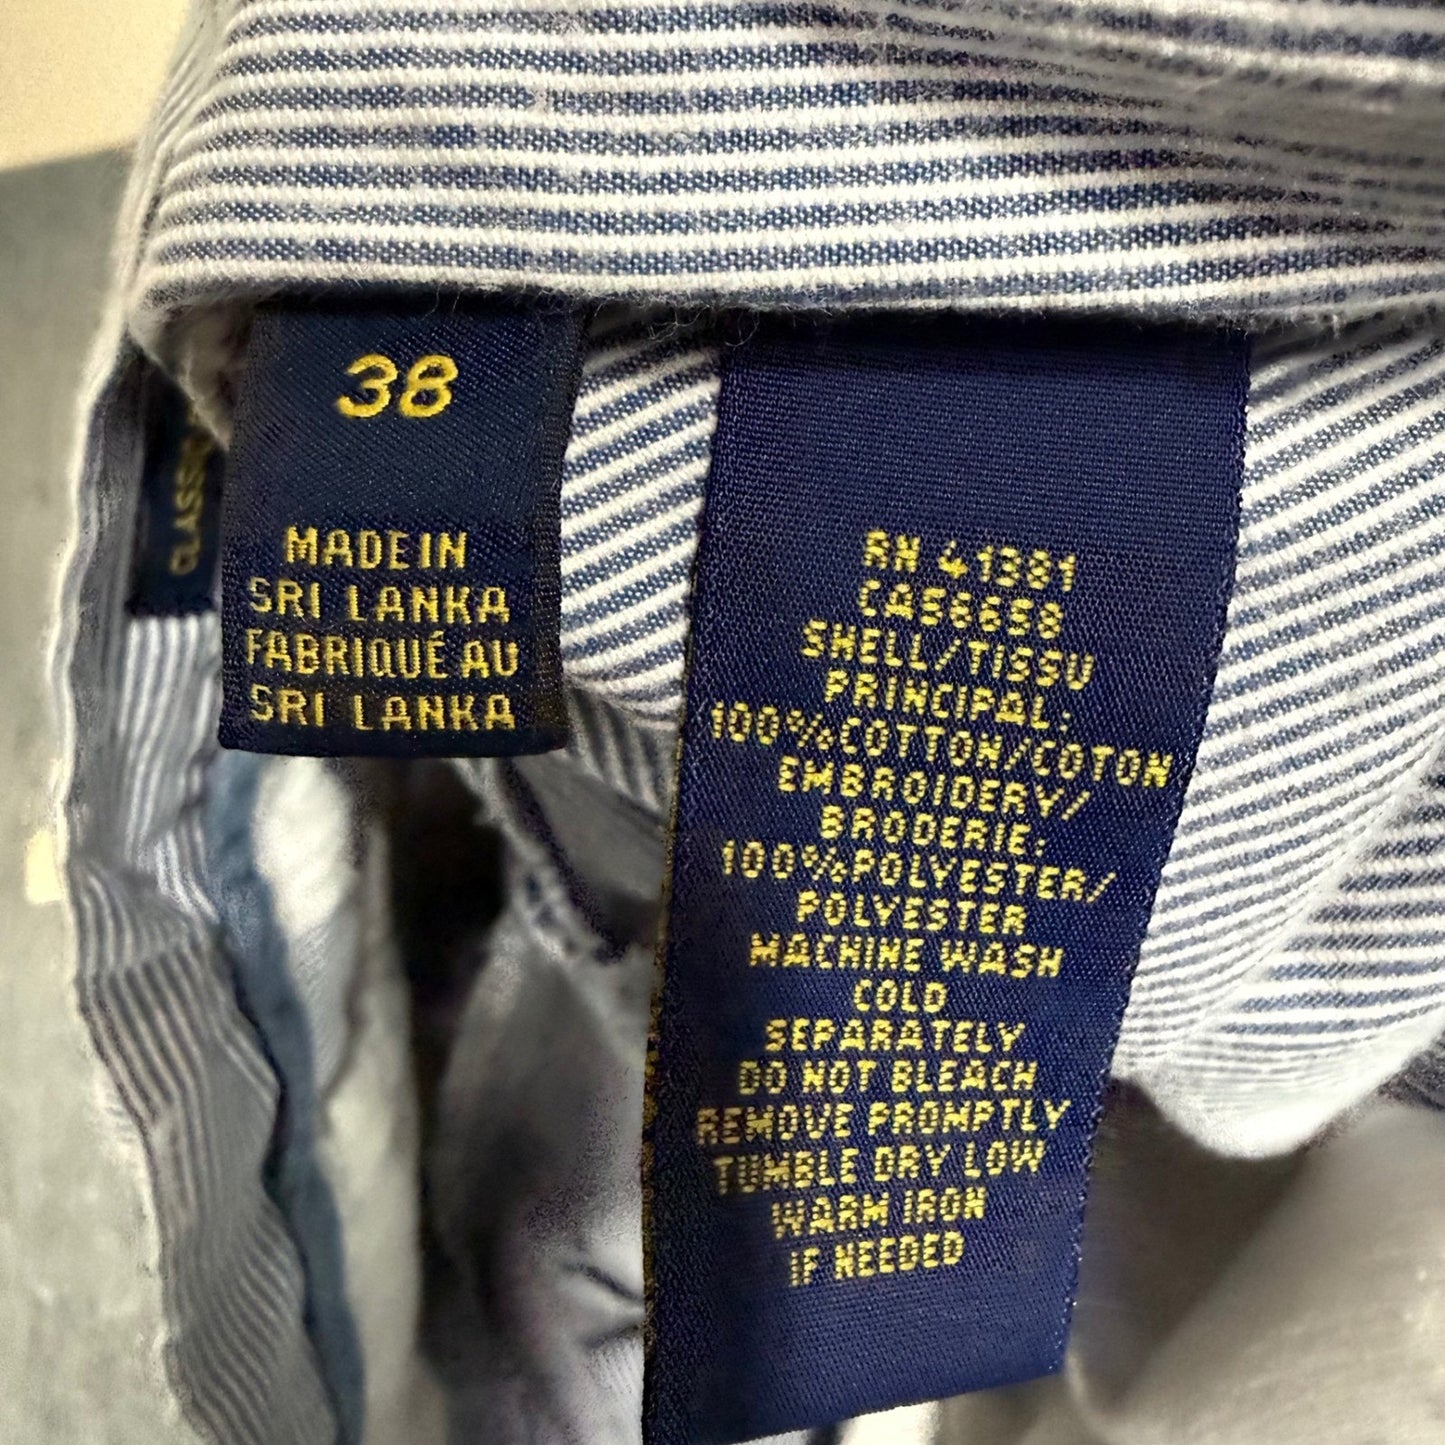 38
MADE IN
SRI LANKA
FABRIQUÉ AU
SRI LANKA
RN 41381
CA56658
SHELL/TISSU
PRINCIPAL:
100%COTTON/COTON
EMBROIDERY/
BRODERIE:
100%POLYESTER/
POLYESTER
MACHINE WASH
COLD
SEPARATELY
DO NOT BLEACH
REMOVE PROMPTLY
TUMBLE DRY LOW
WARM IRON
IF NEEDED